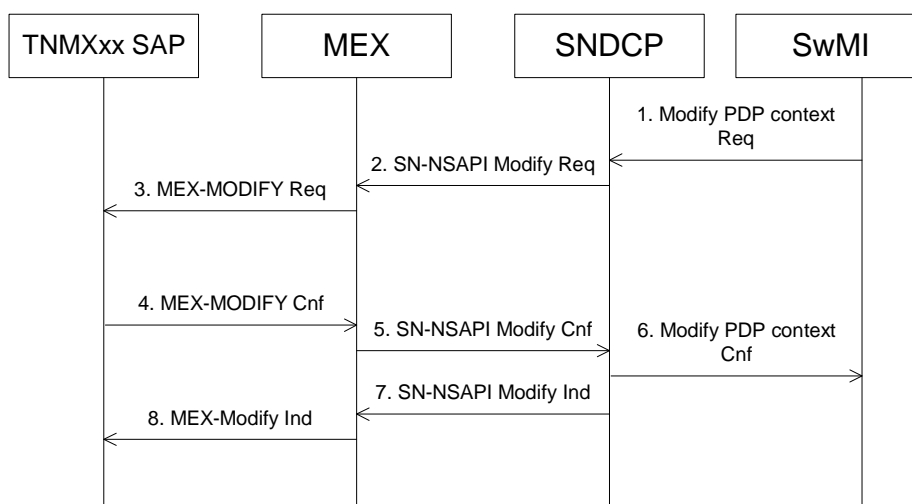 TNMXxx SAP
MEX
SNDCP
SwMI
1. Modify PDP context
Req
2. SN-NSAPI Modify Req
3. MEX-MODIFY Req
4. MEX-MODIFY Cnf
5. SN-NSAPI Modify Cnf
6. Modify PDP context
Cnf
7. SN-NSAPI Modify Ind
8. MEX-Modify Ind